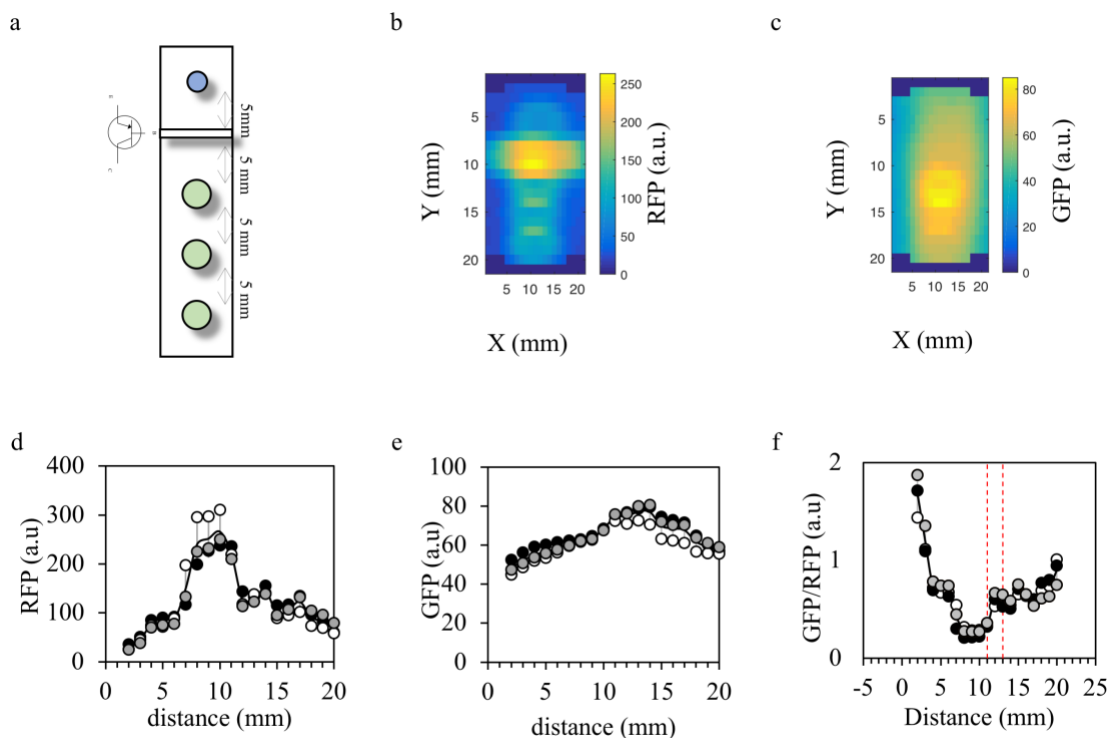 a
b
c
5mm
5 mm
5 mm
5 mm
E
B
C
5
10
15
20
Y (mm)
5 10 15 20
X (mm)
250
200
150
100
50
0
RFP (a.u.)
5
10
15
20
Y (mm)
5 10 15 20
X (mm)
80
60
40
20
0
GFP (a.u.)
d
e
f
400
300
200
100
0
RFP (a.u)
0 5 10 15 20
distance (mm)
100
80
60
40
20
0
GFP (a.u)
0 5 10 15 20
distance (mm)
2
1
0
GFP/RFP (a.u)
-5 0 5 10 15 20 25
Distance (mm)